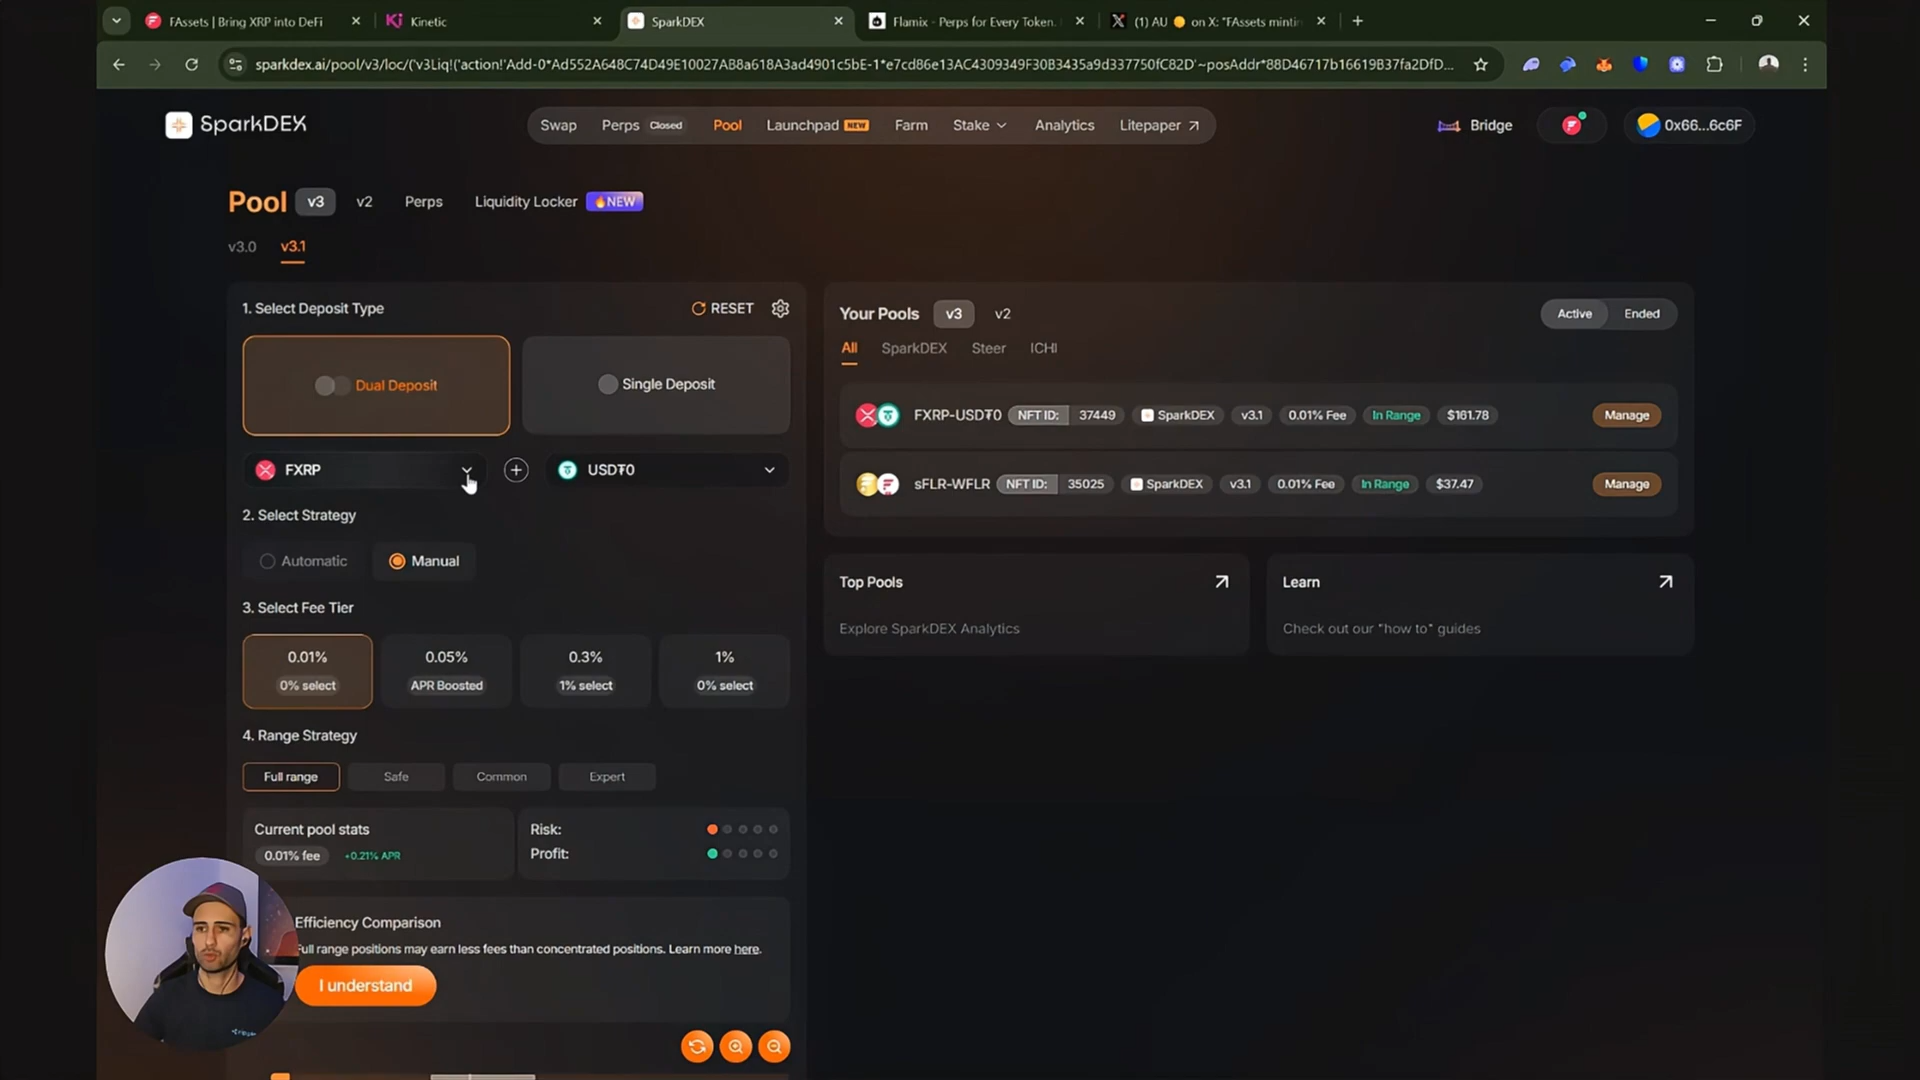 FAssets | Bring XRP into DeFi
Kinetic
SparkDEX
Flamix - Perps for Every Token.
(1) AU on X: "FAssets mintin
sparkdex.ai/pool/v3/loc/('v3Liq!('action!'Add-0*Ad552A648C74D49E10027AB8a618A3ad4901c5bE-1*e7cd86e13AC4309349F30B3435a9d337750fC82D'~posAddr*88D46717b16619B37fa2DfD...
SparkDEX
Swap Perps Closed Pool Launchpad NEW Farm Stake Analytics Litepaper
Bridge
0x66...6c6F
Pool v3 v2 Perps Liquidity Locker NEW
v3.0 v3.1
1. Select Deposit Type
RESET
Dual Deposit
Single Deposit
FXRP
USD₮0
2. Select Strategy
Automatic
Manual
3. Select Fee Tier
0.01%
0% select
0.05%
APR Boosted
0.3%
1% select
1%
0% select
4. Range Strategy
Full range
Safe
Common
Expert
Current pool stats
0.01% fee
+0.21% APR
Risk:
Profit:
Efficiency Comparison
Full range positions may earn less fees than concentrated positions. Learn more here.
I understand
Your Pools v3 v2
Active Ended
All SparkDEX Steer ICHI
FXRP-USD₮0 NFT ID: 37449 SparkDEX v3.1 0.01% Fee In Range $161.78 Manage
sFLR-WFLR NFT ID: 35025 SparkDEX v3.1 0.01% Fee In Range $37.47 Manage
Top Pools
Explore SparkDEX Analytics
Learn
Check out our "how to" guides